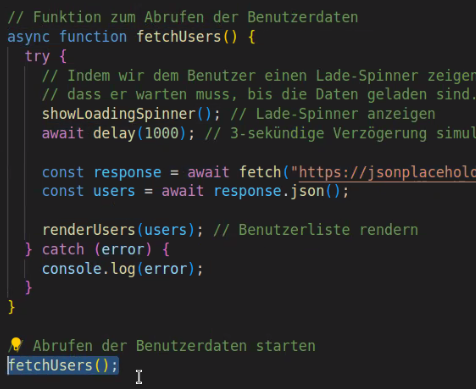 // Funktion zum Abrufen der Benutzerdaten
async function fetchUsers() {
try {
// Indem wir dem Benutzer einen Lade-Spinner zeigen
// dass er warten muss, bis die Daten geladen sind.
showLoadingSpinner(); // Lade-Spinner anzeigen
await delay(1000); // 3-sekündige Verzögerung simul
const response = await fetch("https://jsonplacehold
const users = await response.json();
renderUsers(users); // Benutzerliste rendern
} catch (error) {
console.log(error);
}
}
Abrufen der Benutzerdaten starten
fetchUsers();